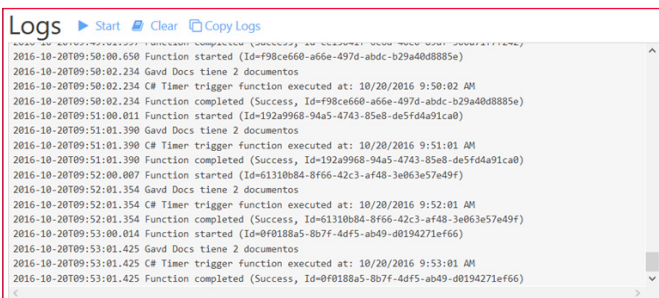 Logs Start Clear Copy Logs
2016-10-20T09:50:00.650 Function started (Id=f98ce660-a66e-497d-abdc-b29a40d8885e)
2016-10-20T09:50:02.234 Gavd Docs tiene 2 documentos
2016-10-20T09:50:02.234 C# Timer trigger function executed at: 10/20/2016 9:50:02 AM
2016-10-20T09:50:02.234 Function completed (Success, Id=f98ce660-a66e-497d-abdc-b29a40d8885e)
2016-10-20T09:51:00.011 Function started (Id=192a9968-94a5-4743-85e8-de5fd4a91ca0)
2016-10-20T09:51:01.390 Gavd Docs tiene 2 documentos
2016-10-20T09:51:01.390 C# Timer trigger function executed at: 10/20/2016 9:51:01 AM
2016-10-20T09:51:01.390 Function completed (Success, Id=192a9968-94a5-4743-85e8-de5fd4a91ca0)
2016-10-20T09:52:00.007 Function started (Id=61310b84-8f66-42c3-af48-3e063e57e49f)
2016-10-20T09:52:01.354 Gavd Docs tiene 2 documentos
2016-10-20T09:52:01.354 C# Timer trigger function executed at: 10/20/2016 9:52:01 AM
2016-10-20T09:52:01.354 Function completed (Success, Id=61310b84-8f66-42c3-af48-3e063e57e49f)
2016-10-20T09:53:00.014 Function started (Id=0f0188a5-8b7f-4df5-ab49-d0194271ef66)
2016-10-20T09:53:01.425 Gavd Docs tiene 2 documentos
2016-10-20T09:53:01.425 C# Timer trigger function executed at: 10/20/2016 9:53:01 AM
2016-10-20T09:53:01.425 Function completed (Success, Id=0f0188a5-8b7f-4df5-ab49-d0194271ef66)